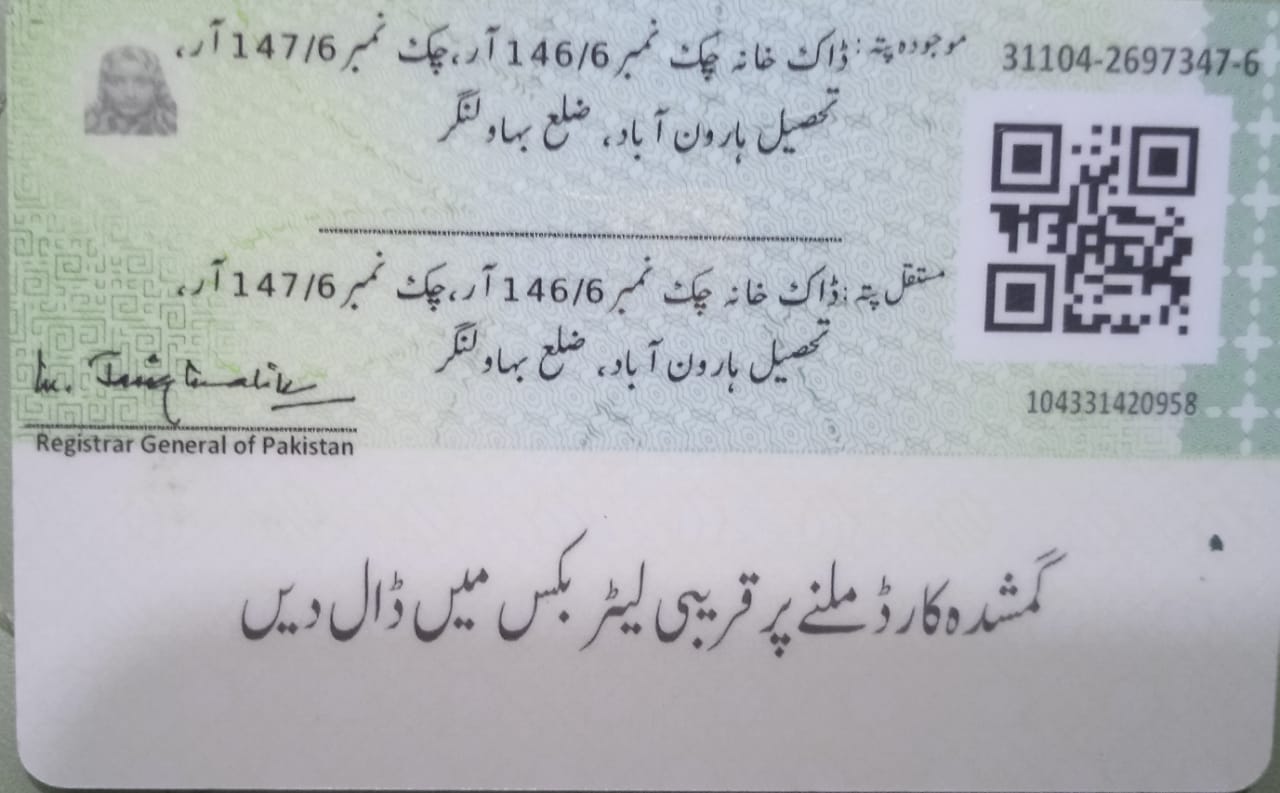 31104-2697347-6
موجودہ پتہ: ڈاک خانہ چک نمبر 146/6 آر،چک نمبر 147/6 آر،
تحصیل ہارون آباد، ضلع بہاولنگر
مستقل پتہ: ڈاک خانہ چک نمبر 146/6 آر،چک نمبر 147/6 آر،
تحصیل ہارون آباد، ضلع بہاولنگر
104331420958
Registrar General of Pakistan
گمشدہ کارڈ ملنے پر قریبی لیٹر بکس میں ڈال دیں